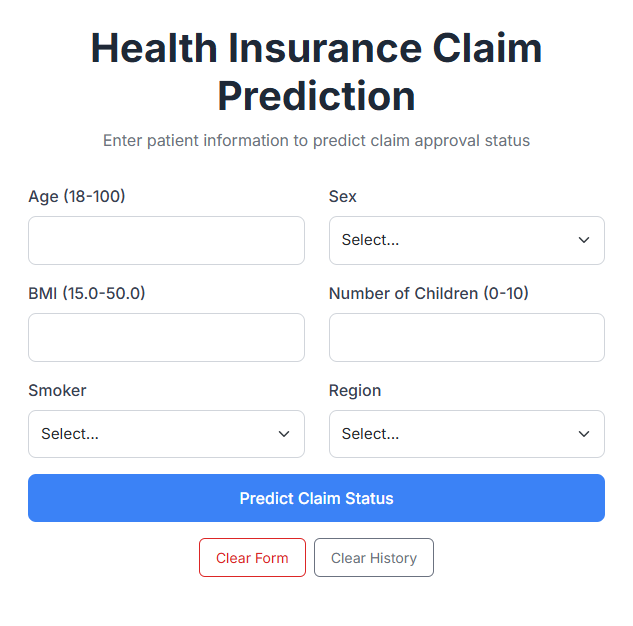 Health Insurance Claim
Prediction
Enter patient information to predict claim approval status
Age (18-100)
Sex
Select...
BMI (15.0-50.0)
Number of Children (0-10)
Smoker
Region
Select...
Select...
Predict Claim Status
Clear Form
Clear History